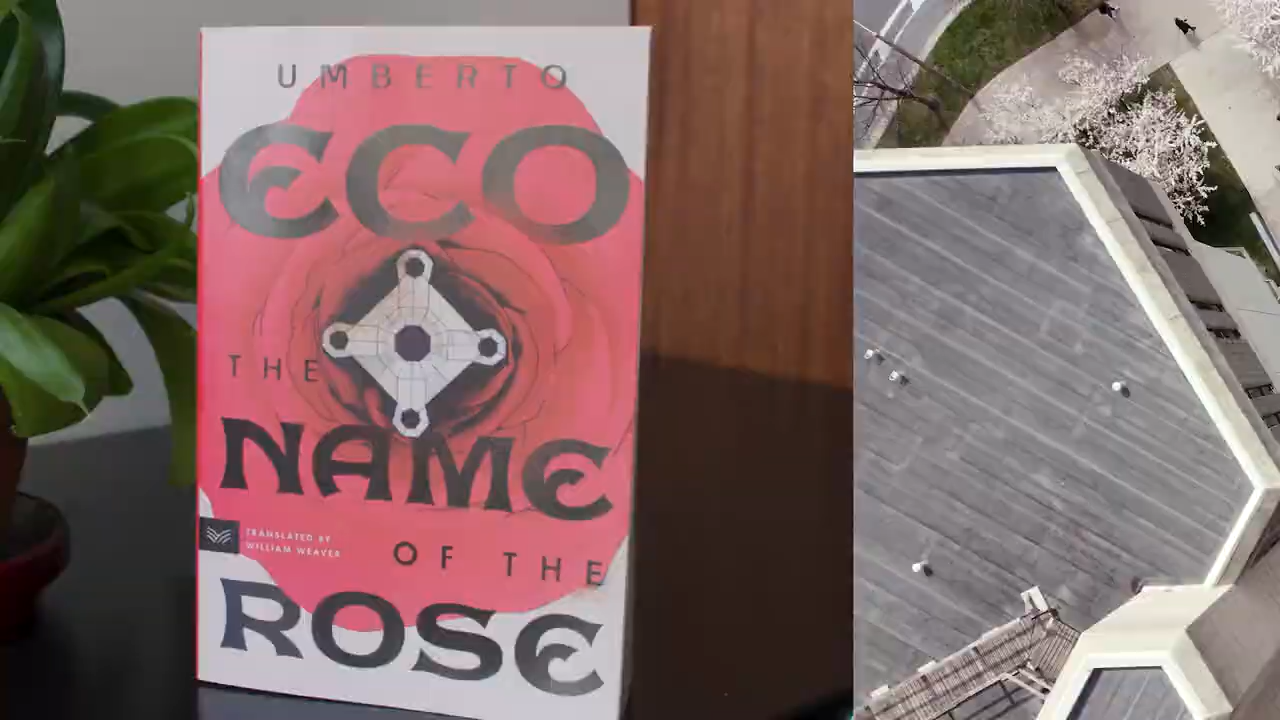 UMBERTO
ECO
THE
NAME
TRANSLATED BY
WILLIAM WEAVER
OF THE
ROSE